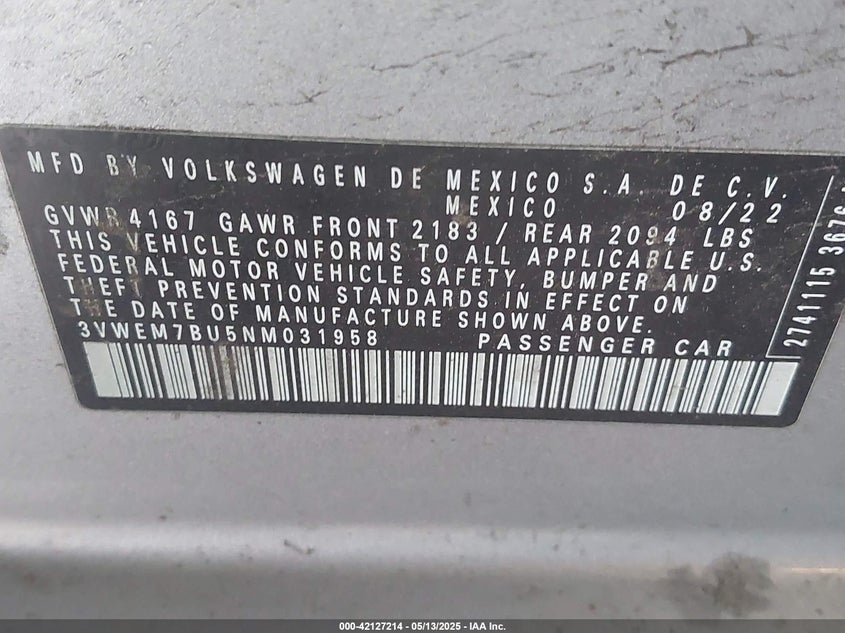 MFD BY VOLKSWAGEN DE MEXICO S.A. DE C.V.
MEXICO 08/22
GVWR 4167 GAWR FRONT 2183 / REAR 2094 LBS
THIS VEHICLE CONFORMS TO ALL APPLICABLE U.S.
FEDERAL MOTOR VEHICLE SAFETY, BUMPER AND
THEFT PREVENTION STANDARDS IN EFFECT ON
THE DATE OF MANUFACTURE SHOWN ABOVE.
3VWEM7BU5NM031958 PASSENGER CAR
2741115 3676
000-42127214 - 05/13/2025 - IAA Inc.